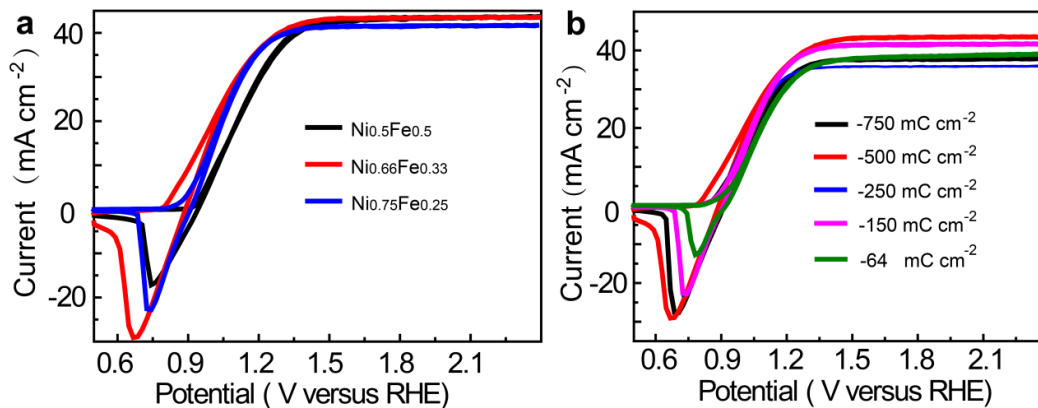 a
40
20
0
-20
Current (mA cm-2)
0.6 0.9 1.2 1.5 1.8 2.1
Potential ( V versus RHE)
Ni0.5Fe0.5
Ni0.66Fe0.33
Ni0.75Fe0.25
b
40
20
0
-20
Current (mA cm-2)
0.6 0.9 1.2 1.5 1.8 2.1
Potential ( V versus RHE)
-750 mC cm-2
-500 mC cm-2
-250 mC cm-2
-150 mC cm-2
-64 mC cm-2